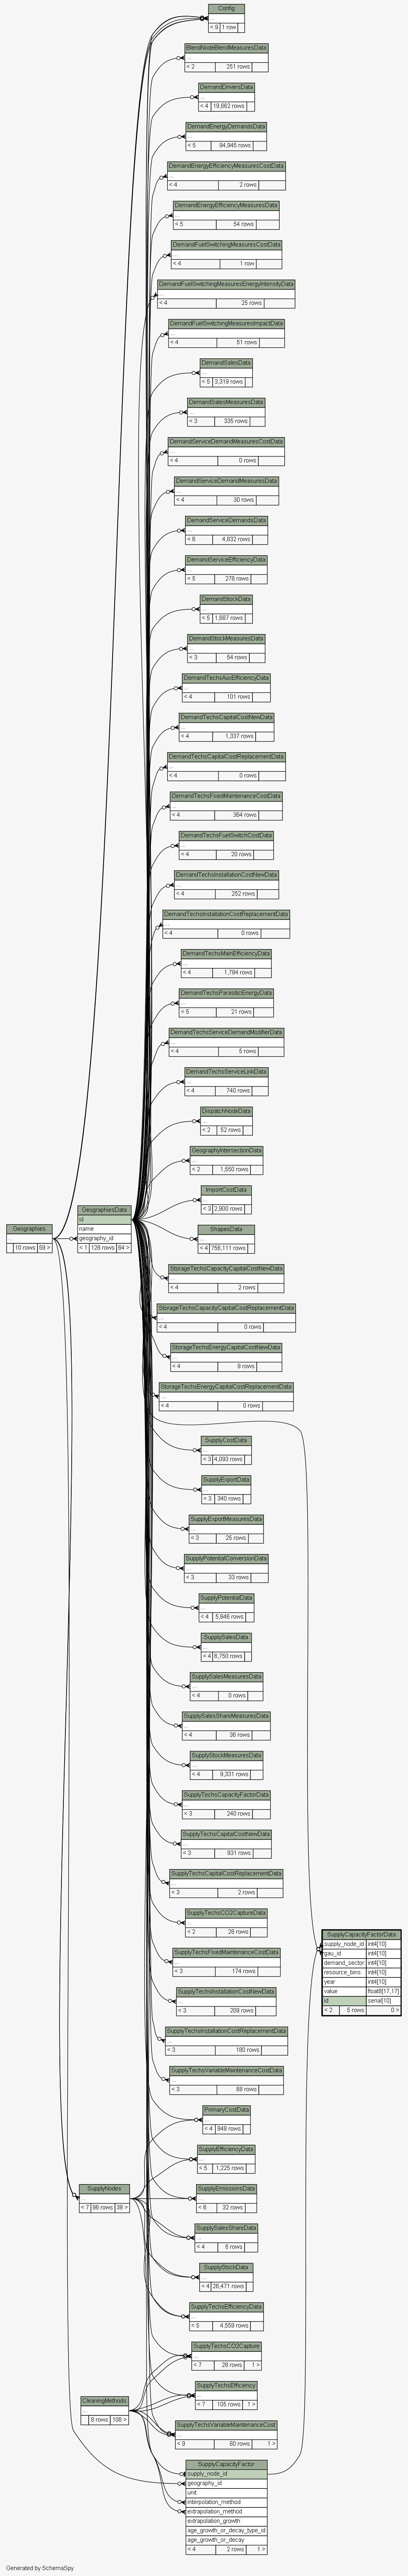 Config
...
< 9 1 row
BlendNodeBlendMeasuresData
...
< 2 251 rows
DemandDriversData
...
< 4 19,662 rows
DemandEnergyDemandsData
...
< 5 94,945 rows
DemandEnergyEfficiencyMeasuresCostData
...
< 4 2 rows
DemandEnergyEfficiencyMeasuresData
...
< 5 54 rows
DemandFuelSwitchingMeasuresCostData
...
< 4 1 row
DemandFuelSwitchingMeasuresEnergyIntensityData
...
< 4 25 rows
DemandFuelSwitchingMeasuresImpactData
...
< 4 51 rows
DemandSalesData
...
< 5 3,319 rows
DemandSalesMeasuresData
...
< 3 335 rows
DemandServiceDemandMeasuresCostData
...
< 4 0 rows
DemandServiceDemandMeasuresData
...
< 4 30 rows
DemandServiceDemandsData
...
< 6 4,832 rows
DemandServiceEfficiencyData
...
< 5 278 rows
DemandStockData
...
< 5 1,687 rows
DemandStockMeasuresData
...
< 3 54 rows
DemandTechsAuxEfficiencyData
...
< 4 101 rows
DemandTechsCapitalCostNewData
...
< 4 1,337 rows
DemandTechsCapitalCostReplacementData
...
< 4 0 rows
DemandTechsFixedMaintenanceCostData
...
< 4 384 rows
DemandTechsFuelSwitchCostData
...
< 4 20 rows
DemandTechsInstallationCostNewData
...
< 4 252 rows
DemandTechsInstallationCostReplacementData
...
< 4 0 rows
DemandTechsMainEfficiencyData
...
< 4 1,784 rows
DemandTechsParasiticEnergyData
...
< 5 21 rows
DemandTechsServiceDemandModifierData
...
< 4 5 rows
DemandTechsServiceLinkData
...
< 4 740 rows
DispatchNodeData
...
< 2 52 rows
GeographyIntersectionData
...
< 2 1,550 rows
ImportCostData
...
< 3 2,900 rows
ShapesData
...
< 4 756,111 rows
GeographiesData
id
name
geography_id
< 1 128 rows 64 >
Geographies
...
10 rows 59 >
StorageTechsCapacityCapitalCostNewData
...
< 4 2 rows
StorageTechsCapacityCapitalCostReplacementData
...
< 4 0 rows
StorageTechsEnergyCapitalCostNewData
...
< 4 9 rows
StorageTechsEnergyCapitalCostReplacementData
...
< 4 0 rows
SupplyCostData
...
< 3 4,093 rows
SupplyExportData
...
< 3 340 rows
SupplyExportMeasuresData
...
< 3 25 rows
SupplyPotentialConversionData
...
< 3 33 rows
SupplyPotentialData
...
< 4 5,848 rows
SupplySalesData
...
< 4 6,750 rows
SupplySalesMeasuresData
...
< 4 0 rows
SupplySalesShareMeasuresData
...
< 4 36 rows
SupplyStockMeasuresData
...
< 4 9,331 rows
SupplyTechsCapacityFactorData
...
< 3 240 rows
SupplyTechsCapitalCostNewData
...
< 3 931 rows
SupplyTechsCapitalCostReplacementData
...
< 3 2 rows
SupplyTechsCO2CaptureData
...
< 2 28 rows
SupplyCapacityFactorData
supply_node_id int4[10]
gau_id int4[10]
demand_sector int4[10]
resource_bins int4[10]
year int4[10]
value float8[17,17]
id serial[10]
< 2 5 rows 0 >
SupplyTechsFixedMaintenanceCostData
...
< 3 174 rows
SupplyTechsInstallationCostNewData
...
< 3 209 rows
SupplyTechsInstallationCostReplacementData
...
< 3 180 rows
SupplyTechsVariableMaintenanceCostData
...
< 3 68 rows
PrimaryCostData
...
< 4 848 rows
SupplyEfficiencyData
...
< 5 1,225 rows
SupplyNodes
...
< 7 98 rows 38 >
SupplyEmissionsData
...
< 6 32 rows
SupplySalesShareData
...
< 4 6 rows
SupplyStockData
...
< 4 26,471 rows
SupplyTechsEfficiencyData
...
< 5 4,559 rows
SupplyTechsCO2Capture
...
< 7 28 rows 1 >
SupplyTechsEfficiency
...
< 7 105 rows 1 >
CleaningMethods
...
8 rows 108 >
SupplyTechsVariableMaintenanceCost
...
< 9 80 rows 1 >
SupplyCapacityFactor
supply_node_id
geography_id
unit
interpolation_method
extrapolation_method
extrapolation_growth
age_growth_or_decay_type_id
age_growth_or_decay
< 4 2 rows 1 >
Generated by SchemaSpy